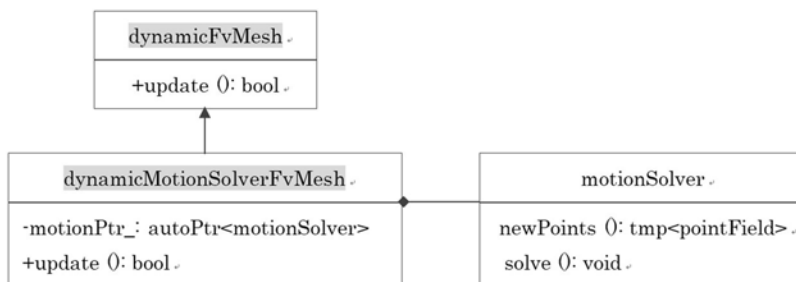 dynamicFvMesh
+update (): bool
dynamicMotionSolverFvMesh
-motionPtr_: autoPtr<motionSolver>
+update (): bool
motionSolver
newPoints (): tmp<pointField>
solve (): void